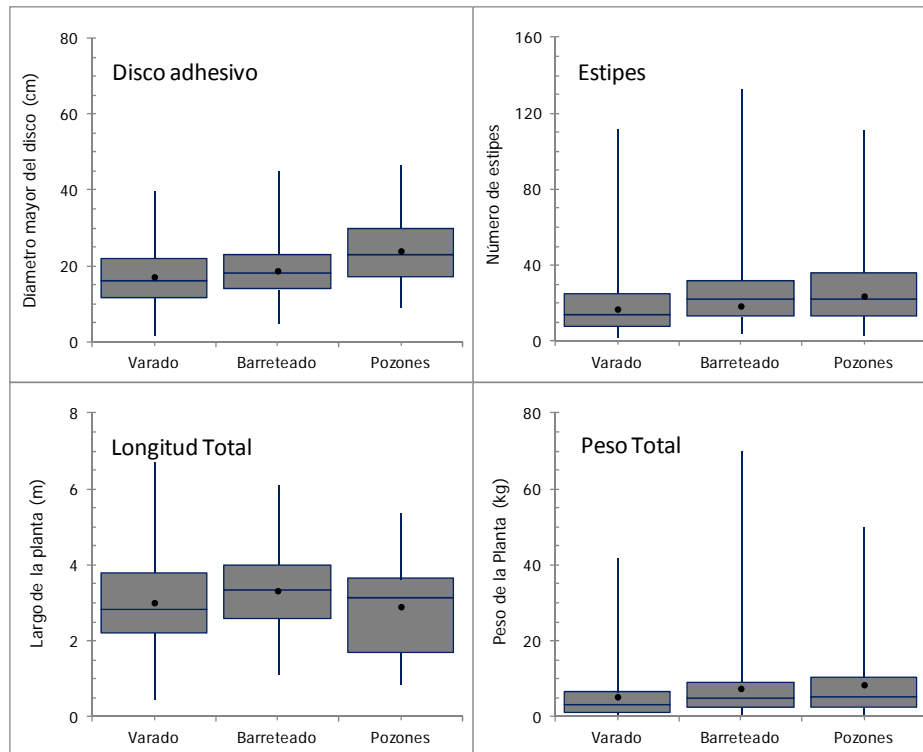 Disco adhesivo
Diametro mayor del disco (cm)
80
60
40
20
0
Varado Barreteado Pozones
Estipes
Número de estipes
160
120
80
40
0
Varado Barreteado Pozones
Longitud Total
Largo de la planta (m)
8
6
4
2
0
Varado Barreteado Pozones
Peso Total
Peso de la Planta (kg)
80
60
40
20
0
Varado Barreteado Pozones